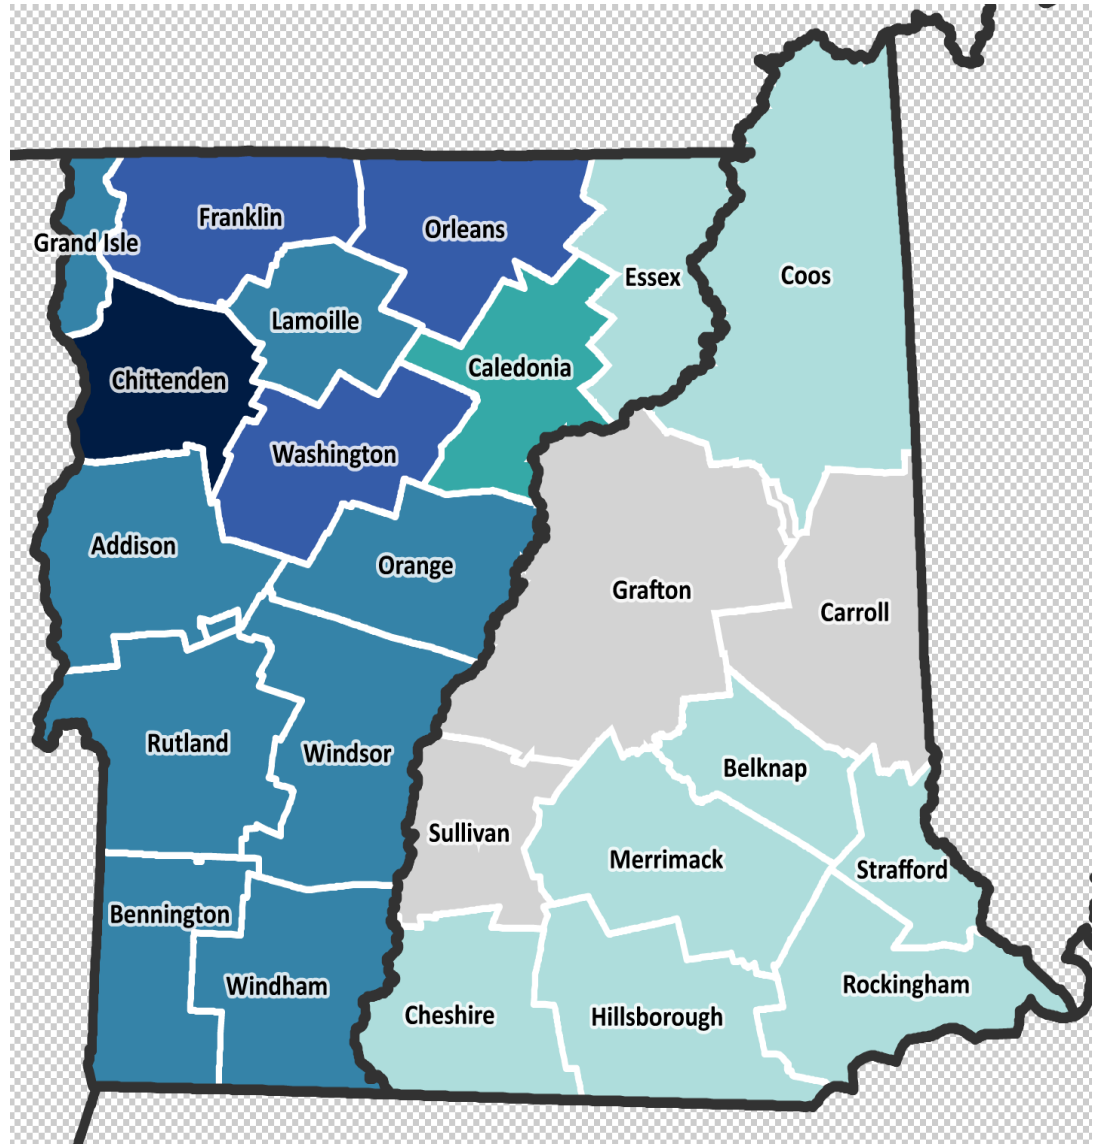 Franklin
Orleans
Grand Isle
Essex
Coos
Lamoille
Caledonia
Chittenden
Washington
Addison
Orange
Grafton
Carroll
Rutland
Windsor
Belknap
Sullivan
Merrimack
Strafford
Bennington
Windham
Rockingham
Cheshire
Hillsborough